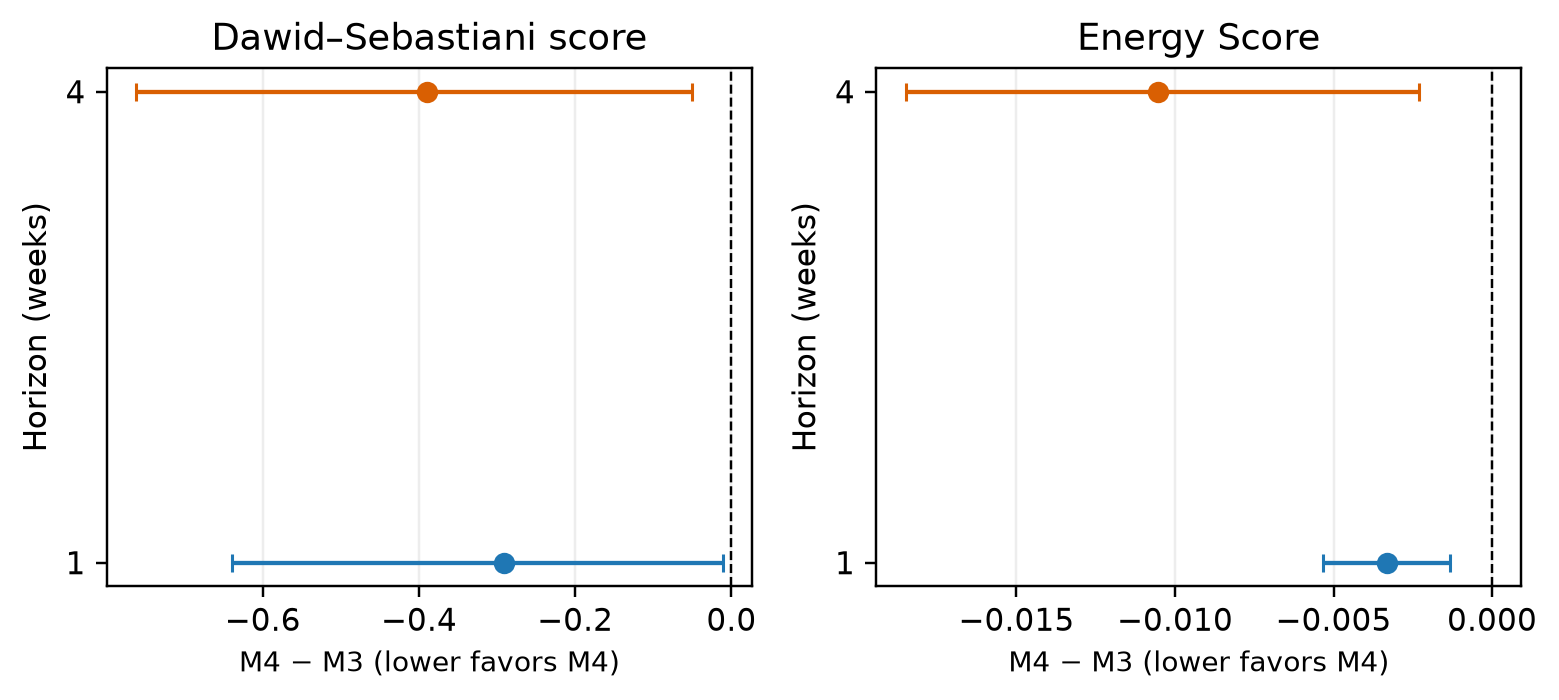 Dawid–Sebastiani score
Horizon (weeks)
4
1
−0.6 −0.4 −0.2 0.0
M4 − M3 (lower favors M4)
Energy Score
Horizon (weeks)
4
1
−0.015 −0.010 −0.005 0.000
M4 − M3 (lower favors M4)